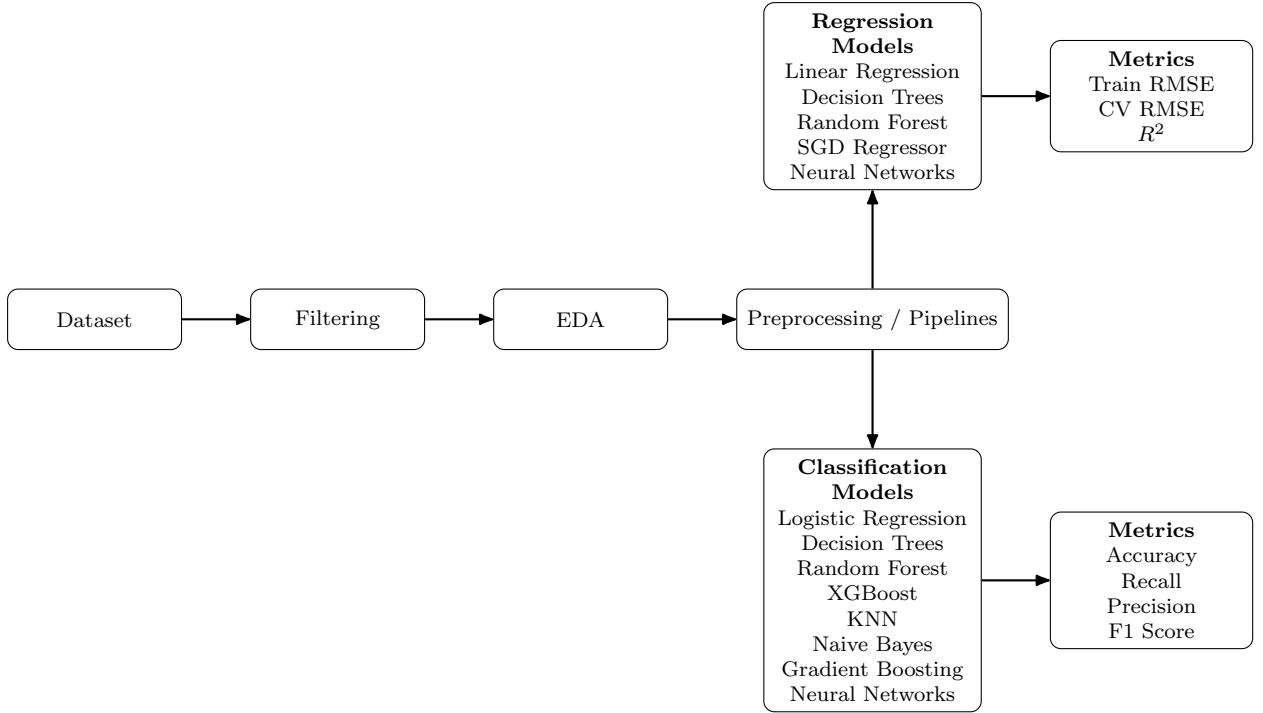 Dataset
Filtering
EDA
Preprocessing / Pipelines
Regression
Models
Linear Regression
Decision Trees
Random Forest
SGD Regressor
Neural Networks
Metrics
Train RMSE
CV RMSE
R²
Classification
Models
Logistic Regression
Decision Trees
Random Forest
XGBoost
KNN
Naive Bayes
Gradient Boosting
Neural Networks
Metrics
Accuracy
Recall
Precision
F1 Score